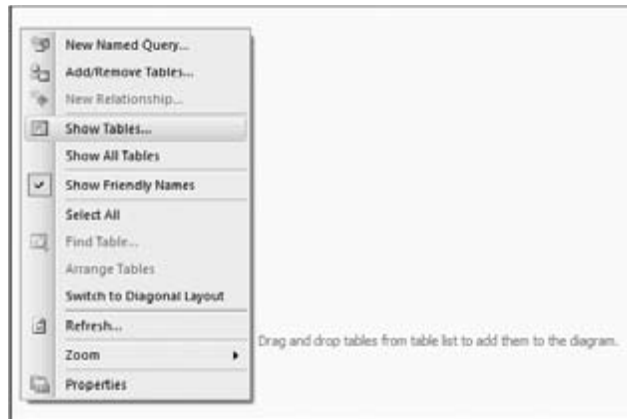 New Named Query...
Add/Remove Tables...
New Relationship...
Show Tables...
Show All Tables
Show Friendly Names
Select All
Find Table...
Arrange Tables
Switch to Diagonal Layout
Refresh...
Drag and drop tables from table list to add them to the diagram.
Zoom
Properties